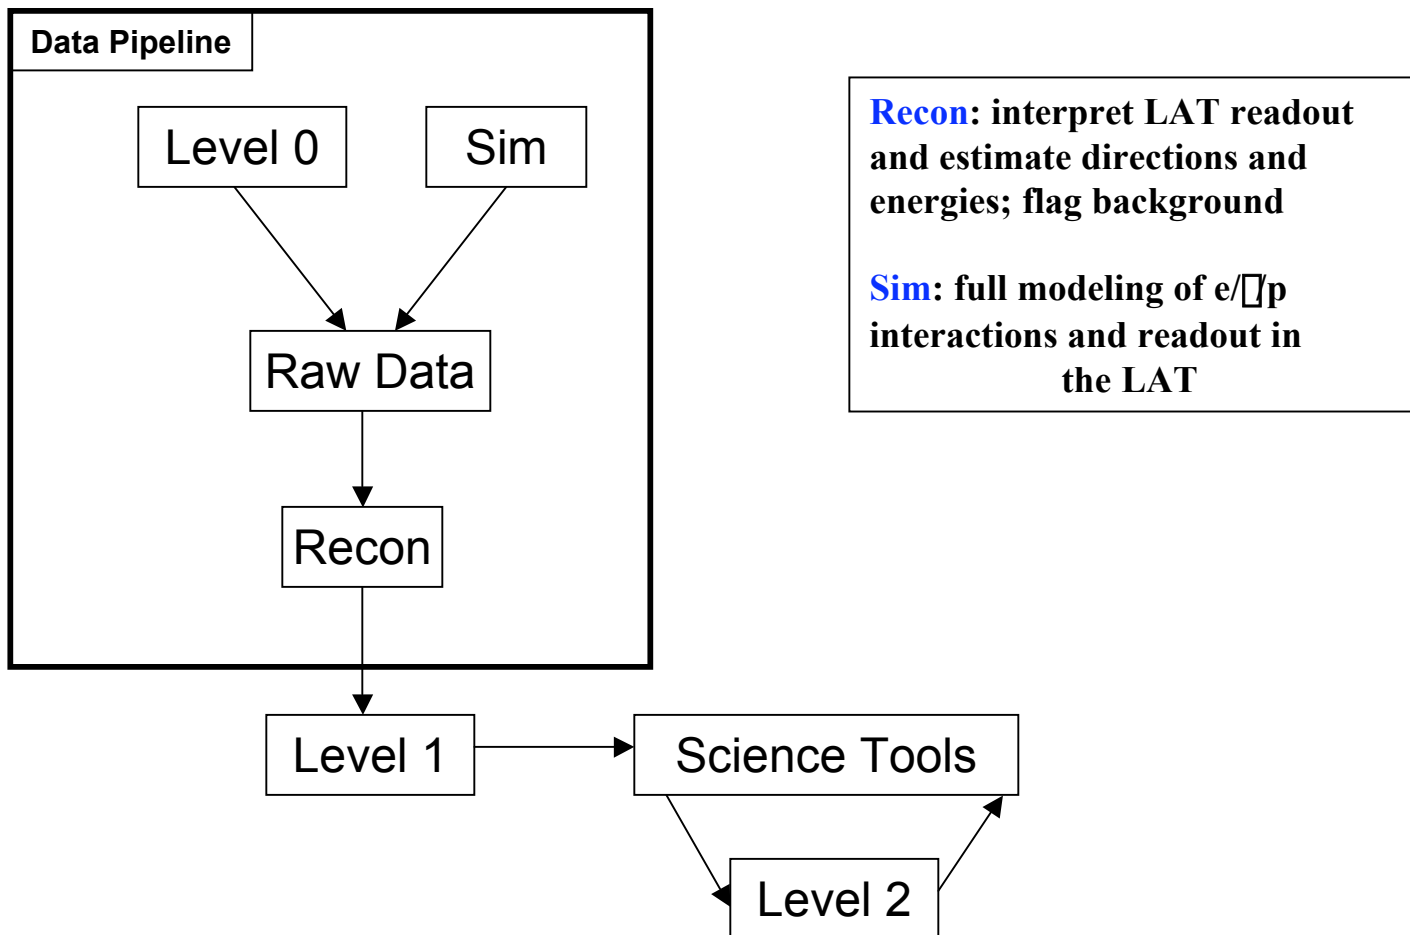 Data Pipeline
Level 0
Sim
Recon: interpret LAT readout
and estimate directions and
energies; flag background
Sim: full modeling of e/▯/p
interactions and readout in
the LAT
Raw Data
Recon
Level 1
Science Tools
Level 2